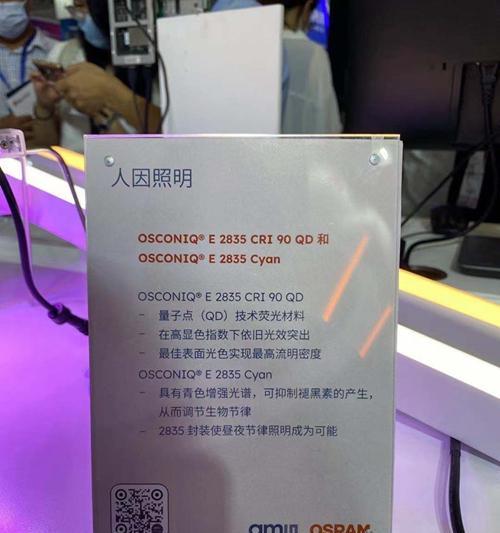 人因照明
OSCONIQ® E 2835 CRI 90 QD 和
OSCONIQ® E 2835 Cyan
OSCONIQ® E 2835 CRI 90 QD
- 量子点（QD）技术荧光材料
- 在高显色指数下依旧光效突出
- 最佳表面光色实现最高流明密度
OSCONIQ® E 2835 Cyan
- 具有青色增强光谱，可抑制褪黑素的产生，
从而调节生物节律
- 2835 封装使昼夜节律照明成为可能
OSRAM